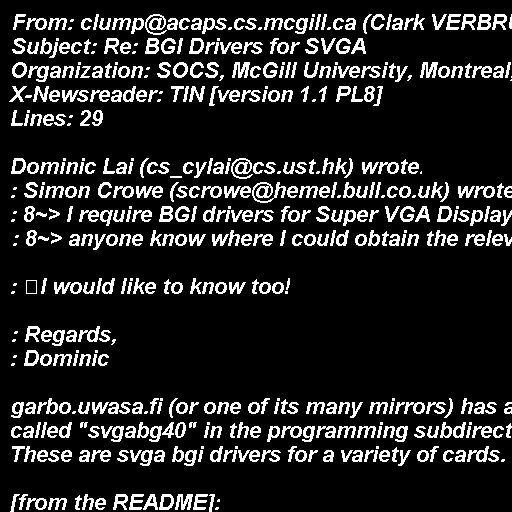 From: clump@acaps.cs.mcgill.ca (Clark VERBRU
Subject: Re: BGI Drivers for SVGA
Organization: SOCS, McGill University, Montreal,
X-Newsreader: TIN [version 1.1 PL8]
Lines: 29
Dominic Lai (cs_cylai@cs.ust.hk) wrote.
: Simon Crowe (scrowe@hemel.bull.co.uk) wrote
: 8~> I require BGI drivers for Super VGA Display
: 8~> anyone know where I could obtain the relev
: I would like to know too!
: Regards,
: Dominic
garbo.uwasa.fi (or one of its many mirrors) has a
called "svgabg40" in the programming subdirect
These are svga bgi drivers for a variety of cards.
[from the README]: